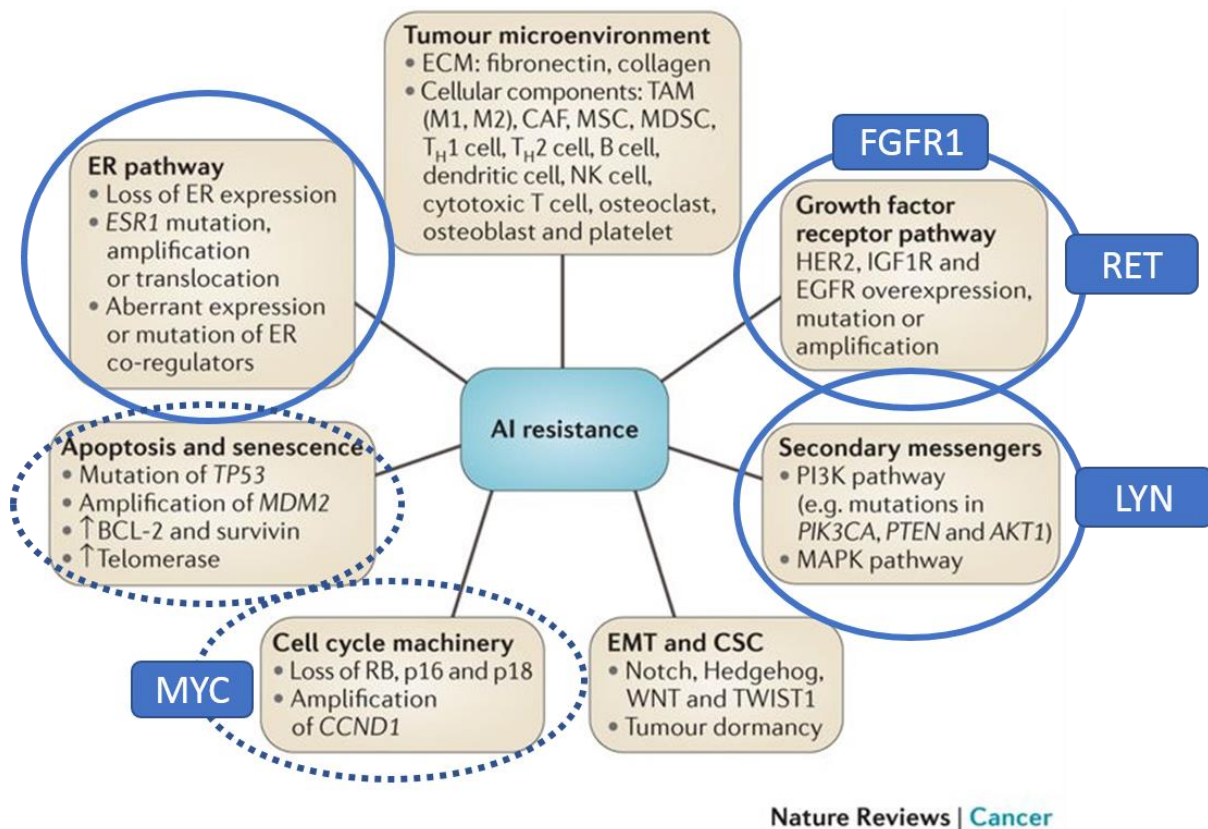 Tumour microenvironment
• ECM: fibronectin, collagen
• Cellular components: TAM
(M1, M2), CAF, MSC, MDSC,
TH1 cell, TH2 cell, B cell,
dendritic cell, NK cell,
cytotoxic T cell, osteoclast,
osteoblast and platelet
ER pathway
• Loss of ER expression
• ESR1 mutation,
amplification
or translocation
• Aberrant expression
or mutation of ER
co-regulators
FGFR1
Growth factor
receptor pathway
HER2, IGF1R and
EGFR overexpression,
mutation or
amplification
RET
AI resistance
Apoptosis and senescence
• Mutation of TP53
• Amplification of MDM2
• ↑BCL-2 and survivin
• ↑Telomerase
Secondary messengers
• PI3K pathway
(e.g. mutations in
PIK3CA, PTEN and AKT1)
• MAPK pathway
LYN
MYC
Cell cycle machinery
• Loss of RB, p16 and p18
• Amplification
of CCND1
EMT and CSC
• Notch, Hedgehog,
WNT and TWIST1
• Tumour dormancy
Nature Reviews | Cancer